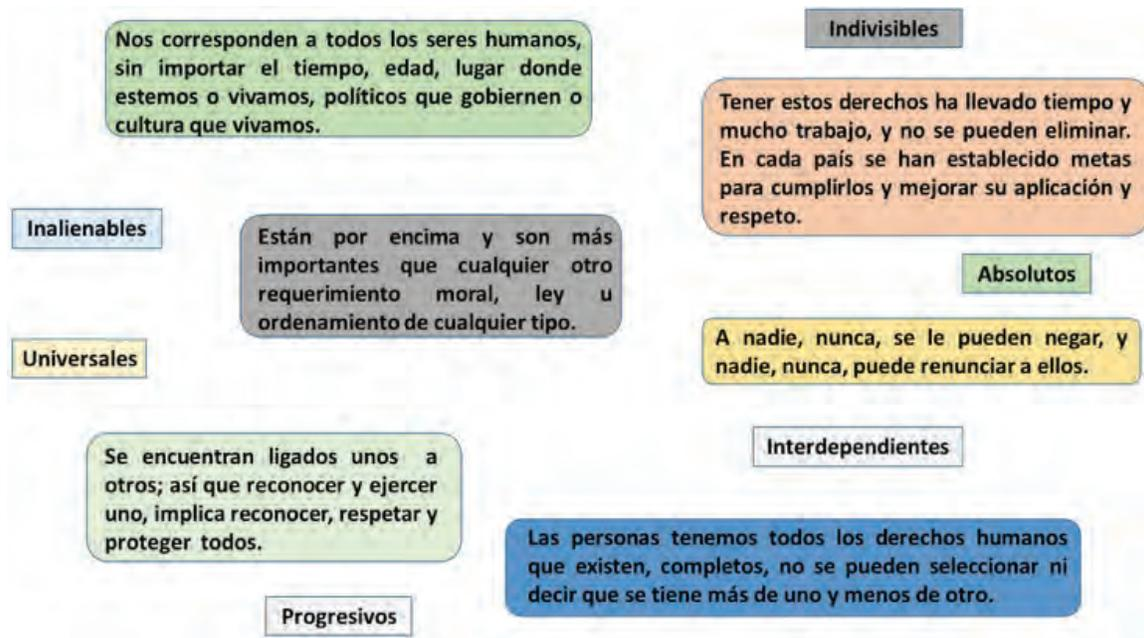 Indivisibles
Nos corresponden a todos los seres humanos,
sin importar el tiempo, edad, lugar donde
estemos o vivamos, políticos que gobiernen o
cultura que vivamos.
Tener estos derechos ha llevado tiempo y
mucho trabajo, y no se pueden eliminar.
En cada país se han establecido metas
para cumplirlos y mejorar su aplicación y
respeto.
Inalienables
Están por encima y son más
importantes que cualquier otro
requerimiento moral, ley u
ordenamiento de cualquier tipo.
Absolutos
Universales
A nadie, nunca, se le pueden negar, y
nadie, nunca, puede renunciar a ellos.
Interdependientes
Se encuentran ligados unos a
otros; así que reconocer y ejercer
uno, implica reconocer, respetar y
proteger todos.
Las personas tenemos todos los derechos humanos
que existen, completos, no se pueden seleccionar ni
decir que se tiene más de uno y menos de otro.
Progresivos